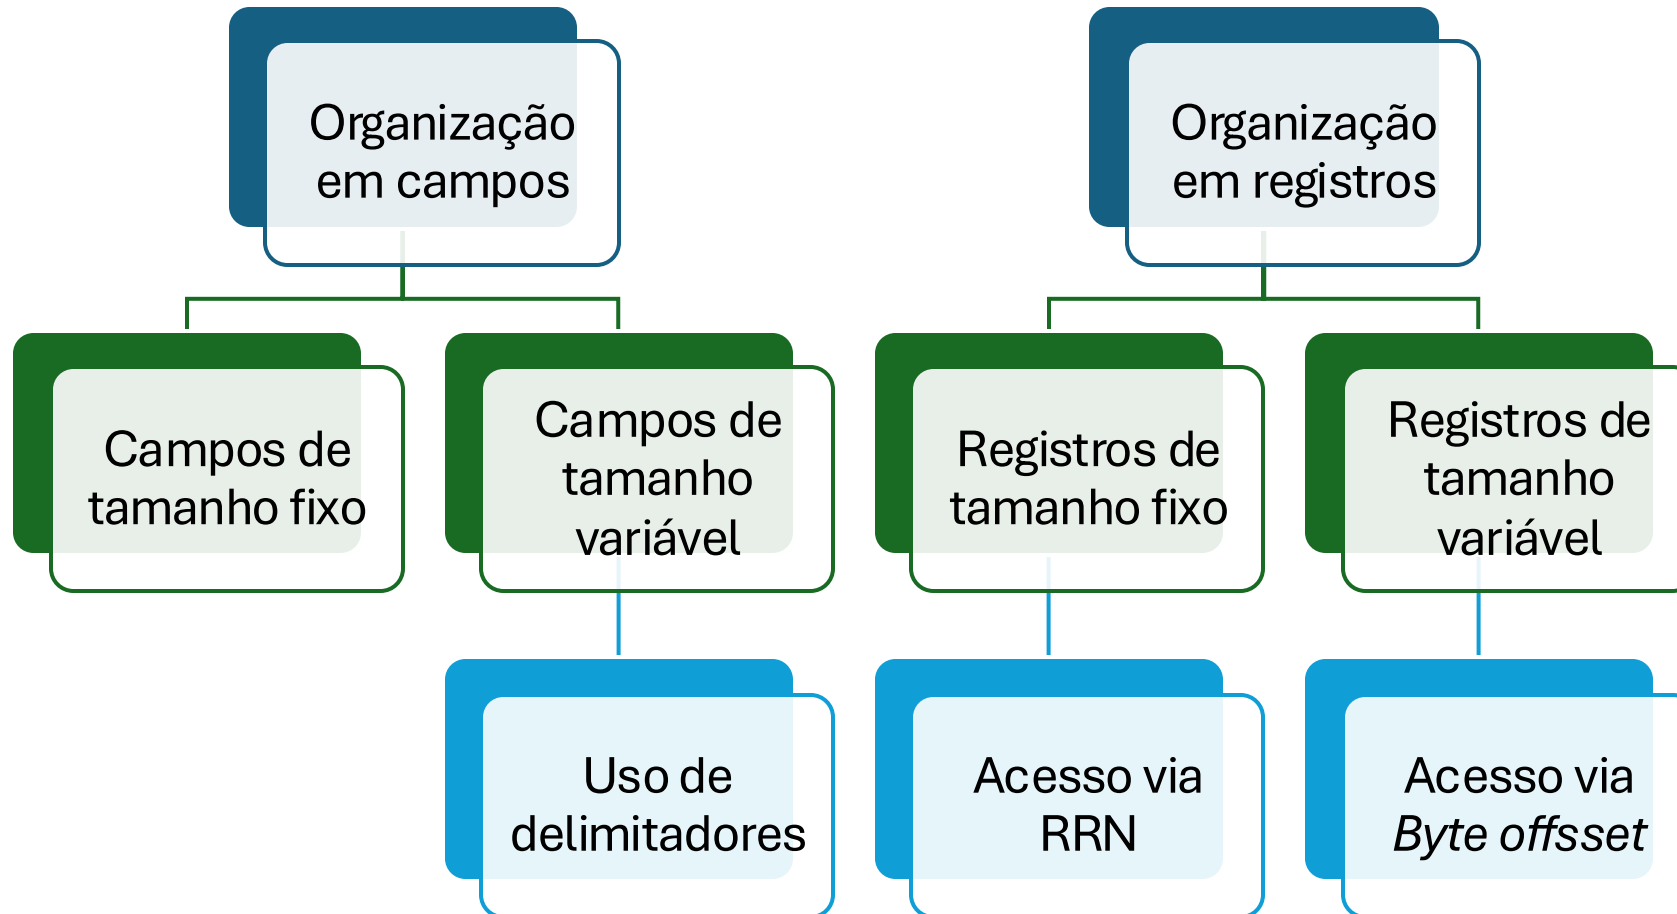 Organização
em campos
Organização
em registros
Campos de
tamanho fixo
Campos de
tamanho
variável
Registros de
tamanho fixo
Registros de
tamanho
variável
Uso de
delimitadores
Acesso via
RRN
Acesso via
Byte offsset